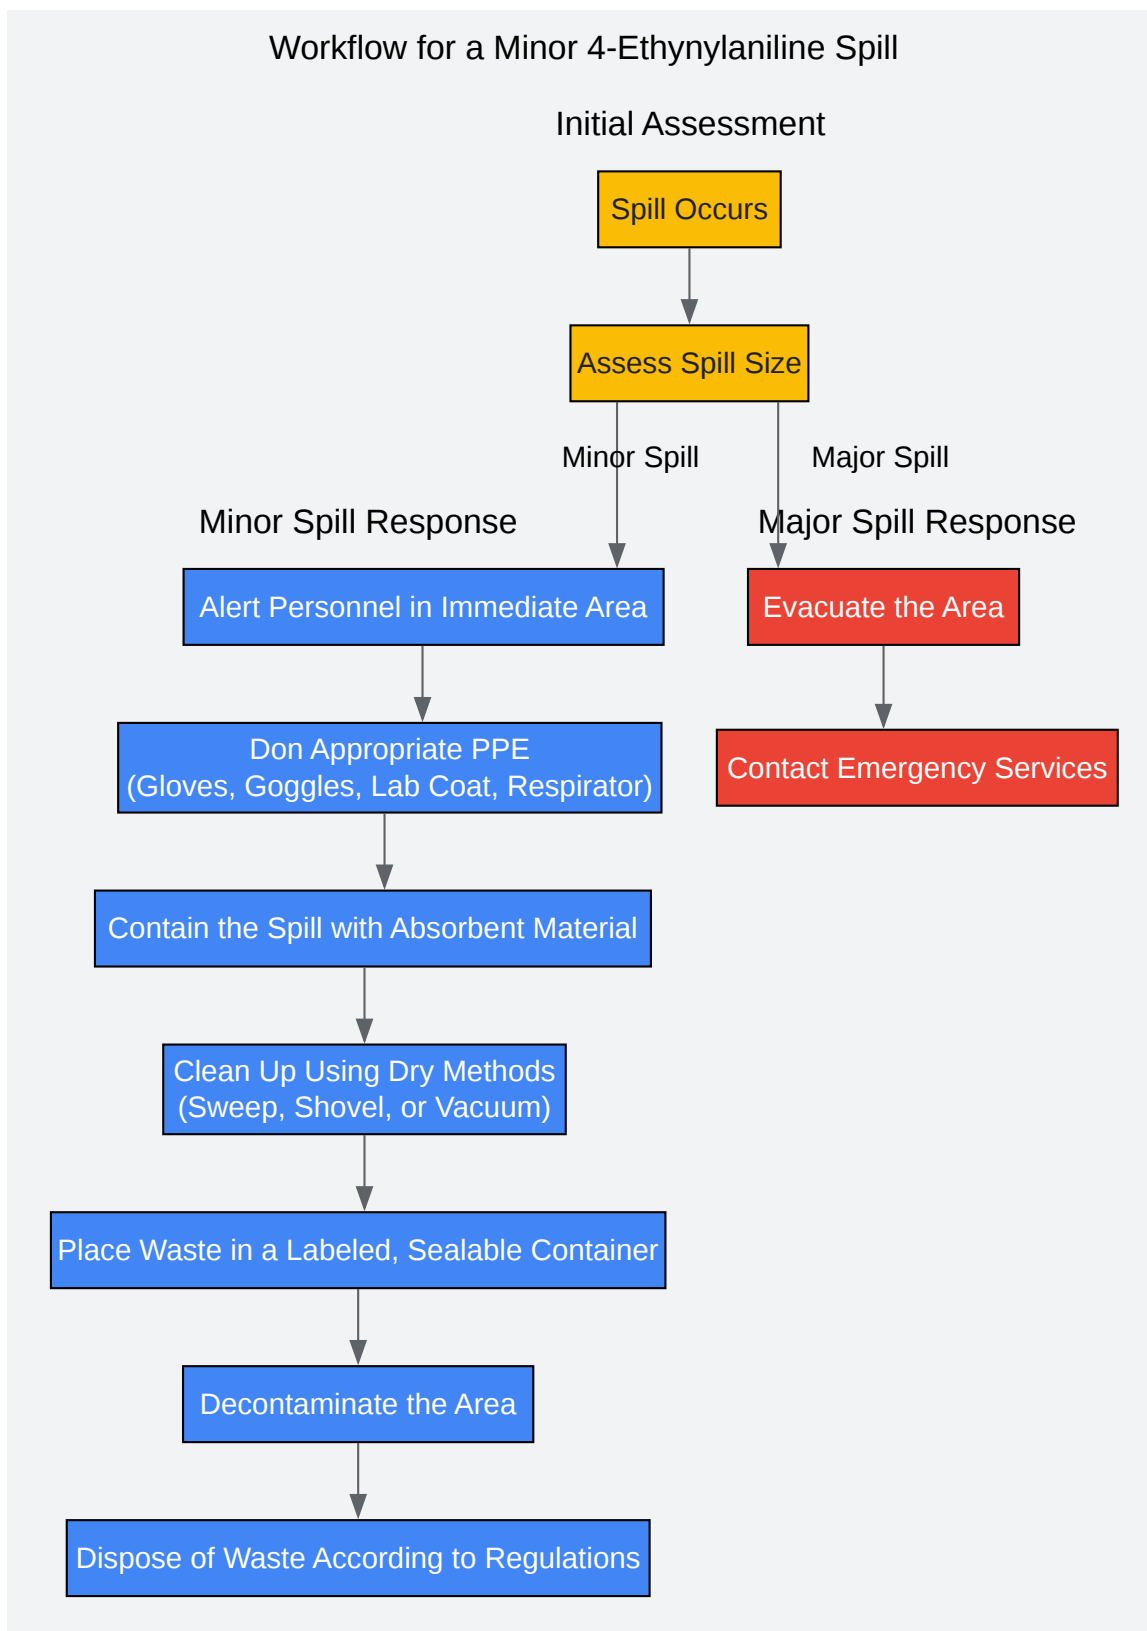 Workflow for a Minor 4-Ethynylaniline Spill
Initial Assessment
Spill Occurs
Assess Spill Size
Minor Spill
Major Spill
Minor Spill Response
Major Spill Response
Alert Personnel in Immediate Area
Evacuate the Area
Don Appropriate PPE
(Gloves, Goggles, Lab Coat, Respirator)
Contact Emergency Services
Contain the Spill with Absorbent Material
Clean Up Using Dry Methods
(Sweep, Shovel, or Vacuum)
Place Waste in a Labeled, Sealable Container
Decontaminate the Area
Dispose of Waste According to Regulations